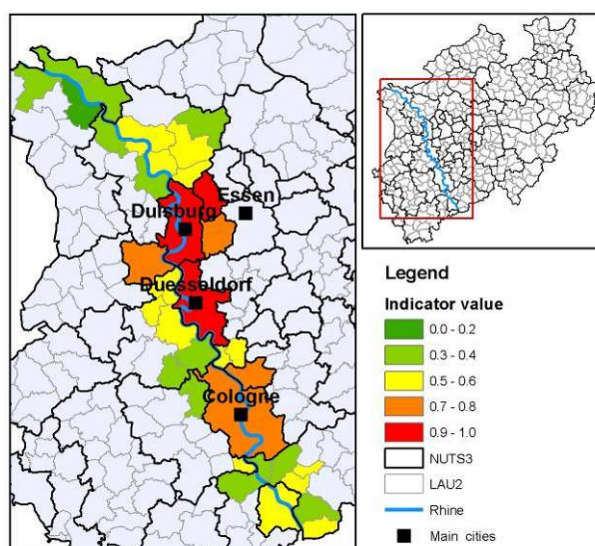 Essen
Duisburg
Duesseldorf
Cologne
Legend
Indicator value
0.0 - 0.2
0.3 - 0.4
0.5 - 0.6
0.7 - 0.8
0.9 - 1.0
NUTS3
LAU2
Rhine
Main cities